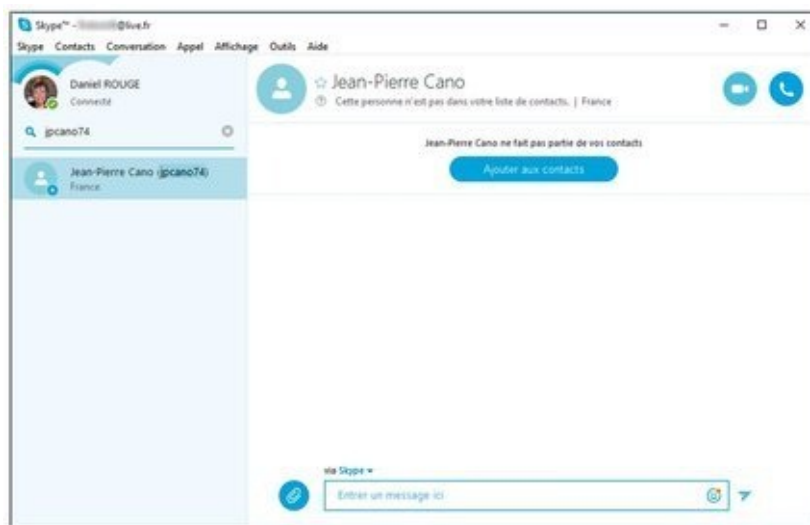 Skype™ - @live.fr
Skype Contacts Conversation Appel Affichage Outils Aide
Daniel ROUGE
Connecté
jpcano74
Jean-Pierre Cano (jpcano74)
France
Jean-Pierre Cano
Cette personne n'est pas dans votre liste de contacts. | France
Jean-Pierre Cano ne fait pas partie de vos contacts
Ajouter aux contacts
via Skype
Entrer un message ici